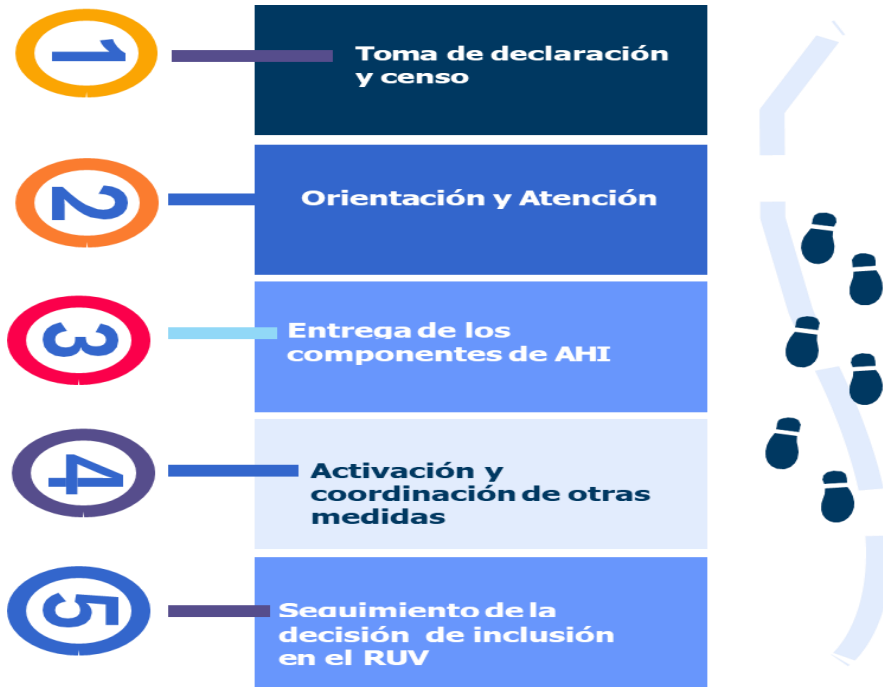 1
Toma de declaración
y censo
2
Orientación y Atención
3
Entrega de los
componentes de AHI
4
Activación y
coordinación de otras
medidas
5
Seguimiento de la
decisión de inclusión
en el RUV